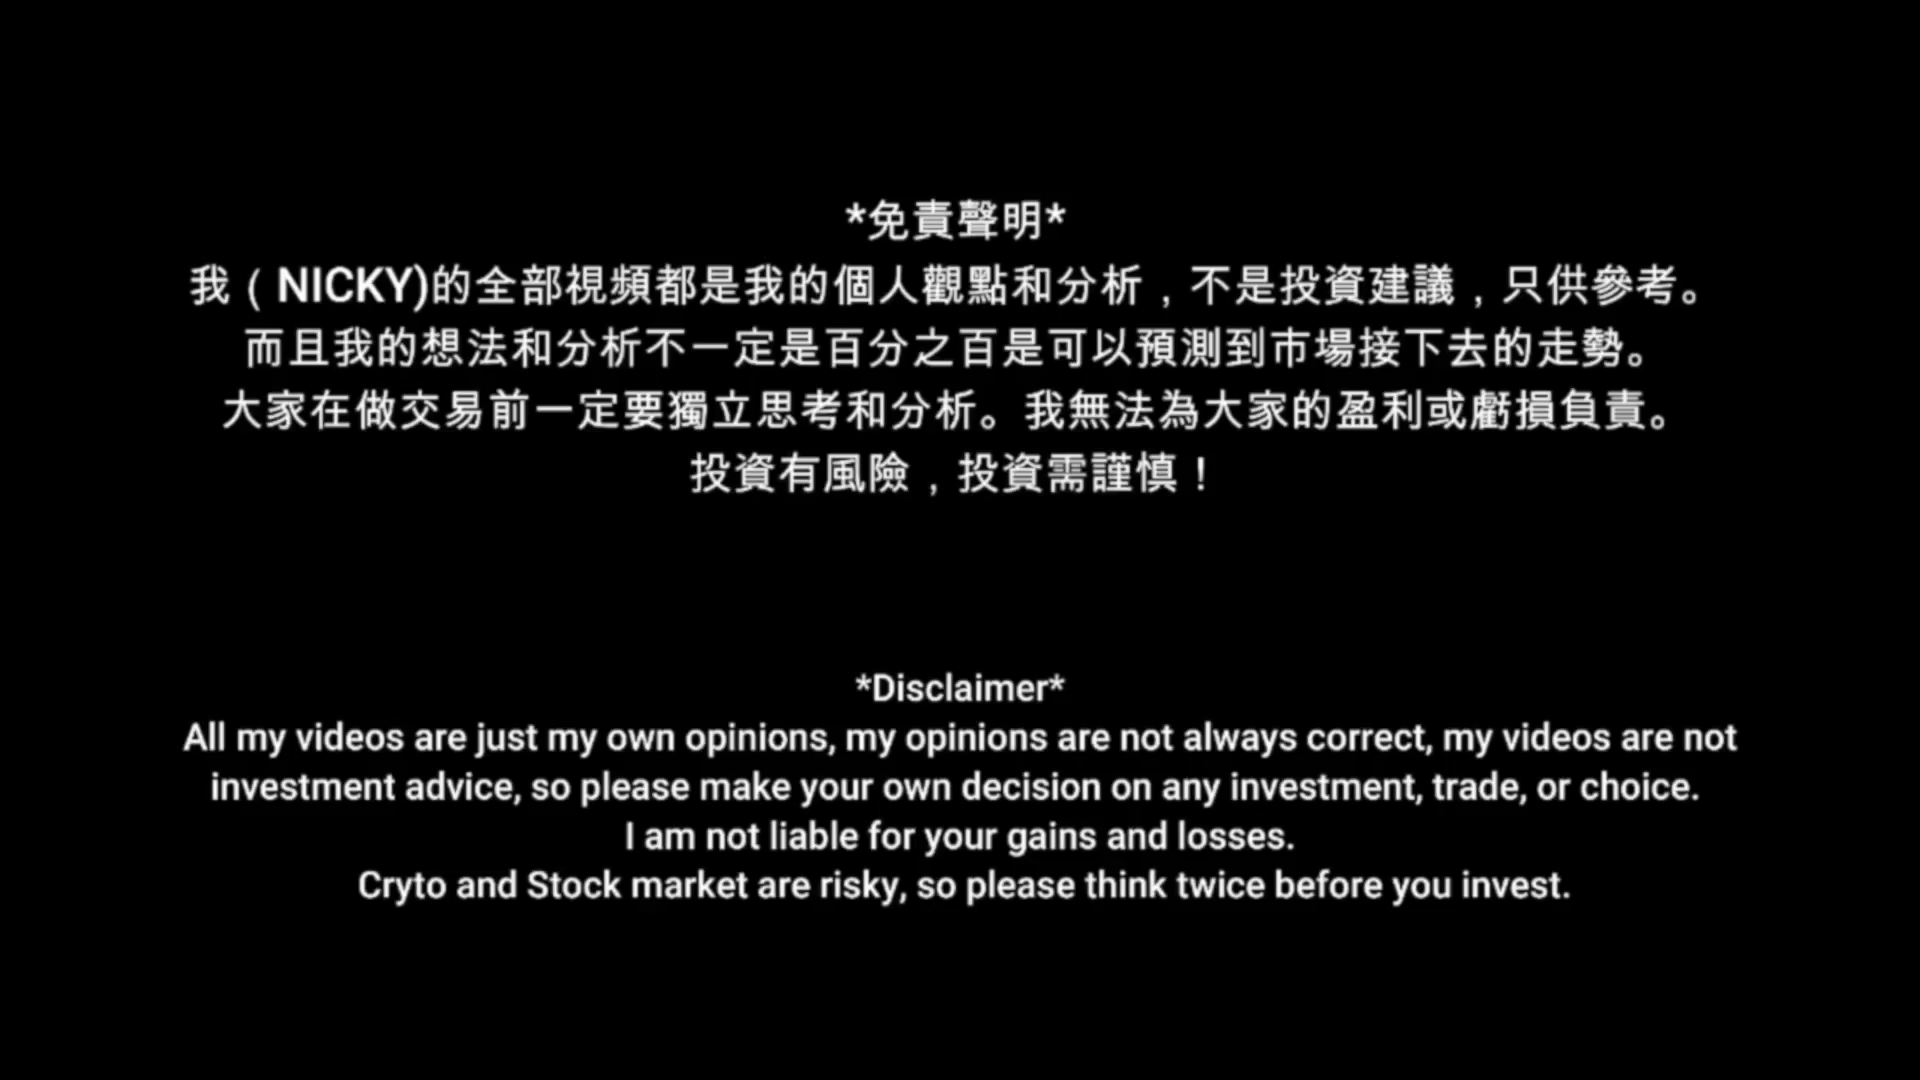 *免責聲明*
我（NICKY)的全部視頻都是我的個人觀點和分析，不是投資建議，只供參考。
而且我的想法和分析不一定是百分之百是可以預測到市場接下去的走勢。
大家在做交易前一定要獨立思考和分析。我無法為大家的盈利或虧損負責。
投資有風險，投資需謹慎！
*Disclaimer*
All my videos are just my own opinions, my opinions are not always correct, my videos are not
investment advice, so please make your own decision on any investment, trade, or choice.
I am not liable for your gains and losses.
Cryto and Stock market are risky, so please think twice before you invest.